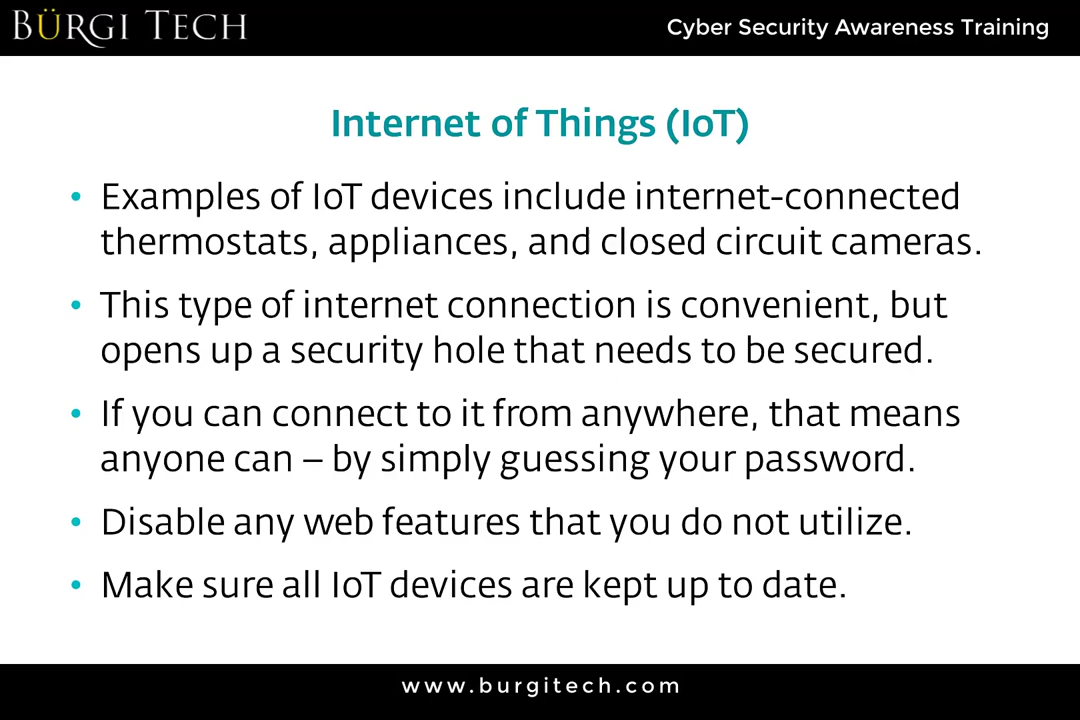 BÜRGI TECH
Cyber Security Awareness Training
Internet of Things (IoT)
• Examples of IoT devices include internet-connected
thermostats, appliances, and closed circuit cameras.
• This type of internet connection is convenient, but
opens up a security hole that needs to be secured.
• If you can connect to it from anywhere, that means
anyone can – by simply guessing your password.
• Disable any web features that you do not utilize.
• Make sure all IoT devices are kept up to date.
www.burgitech.com